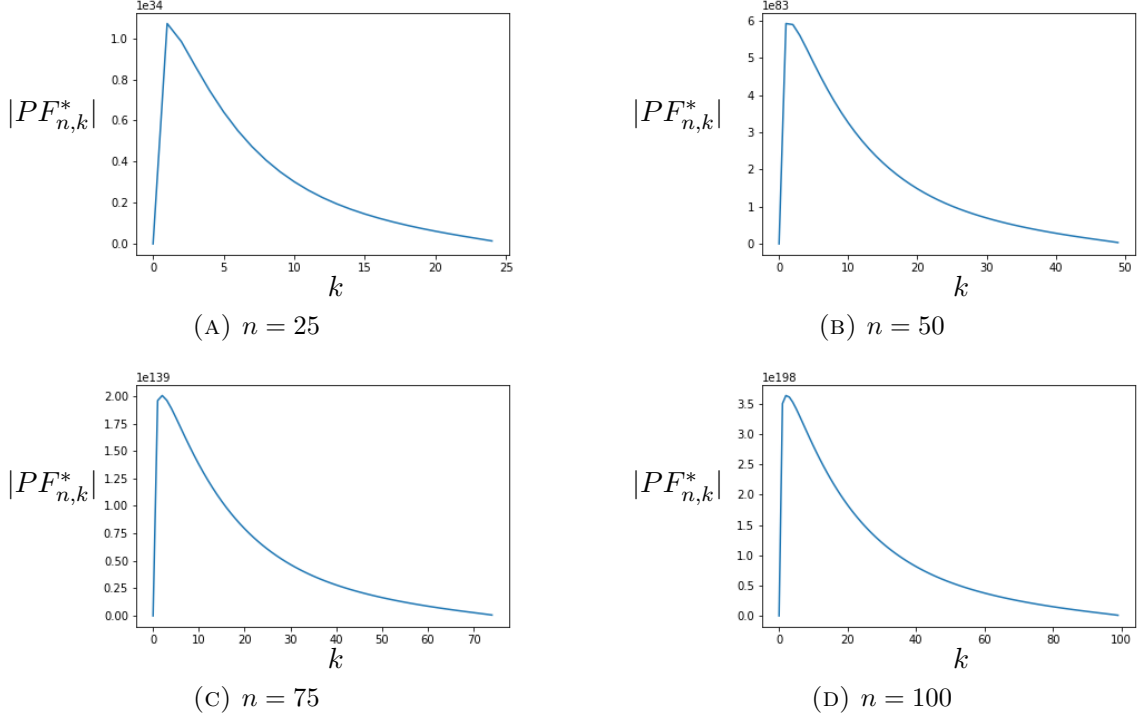 1e34
1.0
0.8
0.6
0.4
0.2
0.0
|PF*n,k|
0 5 10 15 20 25
k
(A) n = 25
1e83
6
5
4
3
2
1
0
|PF*n,k|
0 10 20 30 40 50
k
(B) n = 50
1e139
2.00
1.75
1.50
1.25
1.00
0.75
0.50
0.25
0.00
|PF*n,k|
0 10 20 30 40 50 60 70
k
(C) n = 75
1e198
3.5
3.0
2.5
2.0
1.5
1.0
0.5
0.0
|PF*n,k|
0 20 40 60 80 100
k
(D) n = 100